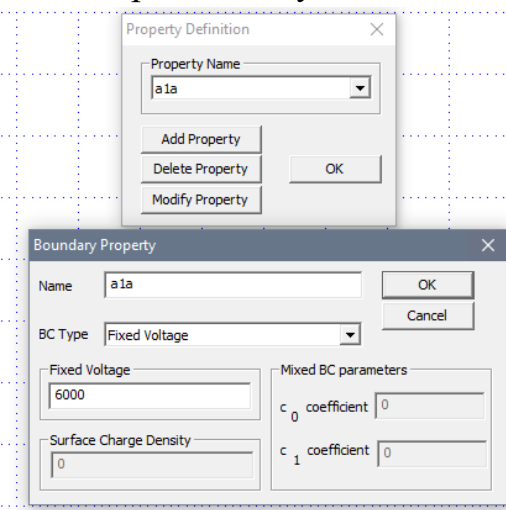 Property Definition
Property Name
a1a
Add Property
Delete Property
OK
Modify Property
Boundary Property
Name
a1a
OK
Cancel
BC Type
Fixed Voltage
Fixed Voltage
6000
Mixed BC parameters
c 0 coefficient
0
Surface Charge Density
0
c 1 coefficient
0